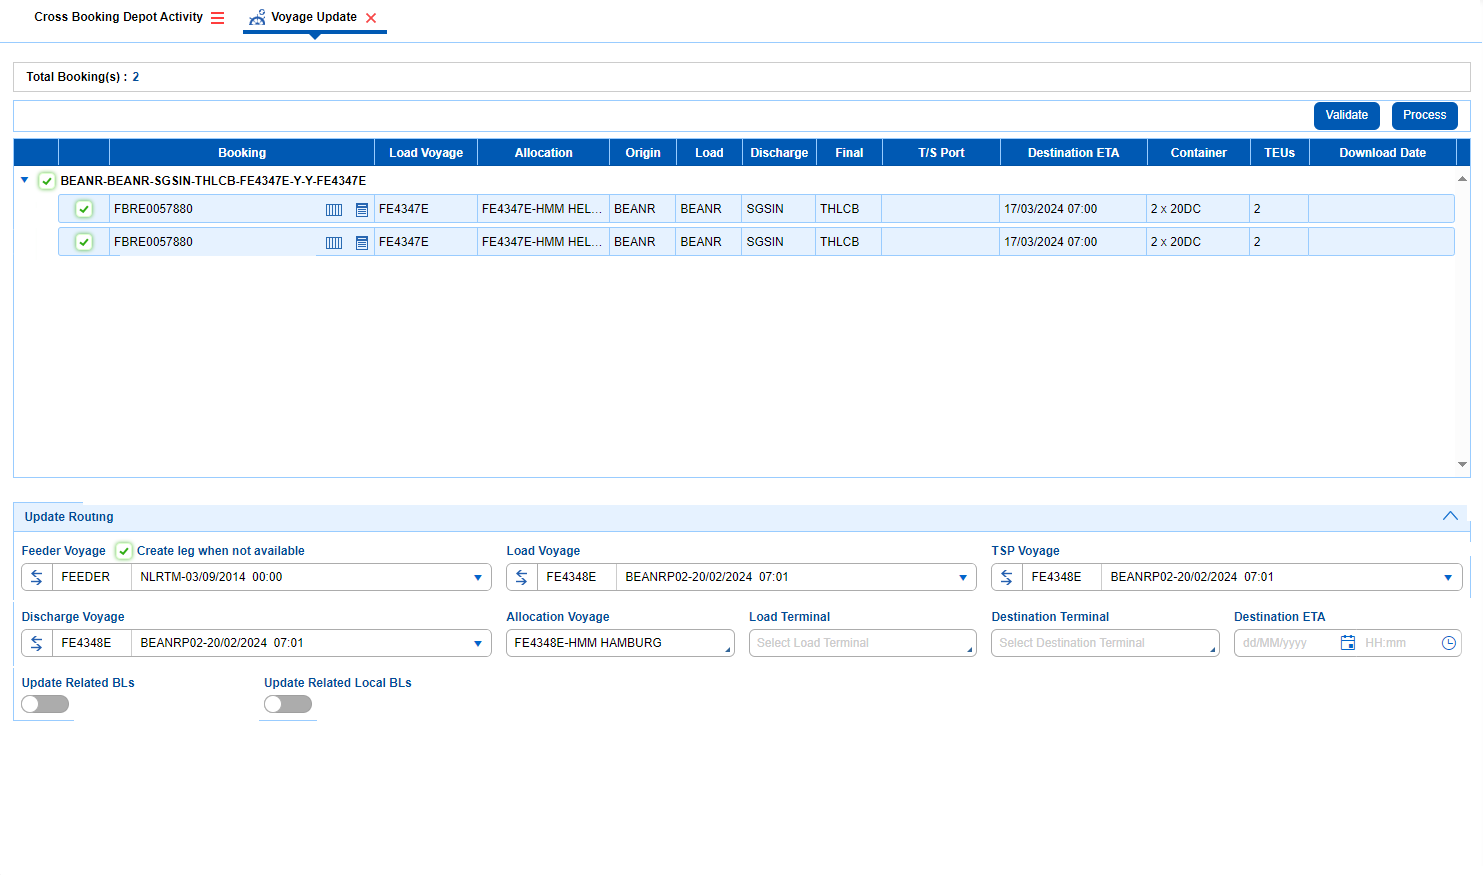 Cross Booking Depot Activity
Voyage Update
Total Booking(s) : 2
Validate Process
Booking Load Voyage Allocation Origin Load Discharge Final T/S Port Destination ETA Container TEUs Download Date
BEANR-BEANR-SGSIN-THLCB-FE4347E-Y-Y-FE4347E
FBRE0057880 FE4347E FE4347E-HMM HEL... BEANR BEANR SGSIN THLCB 17/03/2024 07:00 2 x 20DC 2
FBRE0057880 FE4347E FE4347E-HMM HEL... BEANR BEANR SGSIN THLCB 17/03/2024 07:00 2 x 20DC 2
Update Routing
Feeder Voyage Create leg when not available Load Voyage TSP Voyage
FEEDER NLRTM-03/09/2014 00:00 FE4348E BEANRP02-20/02/2024 07:01 FE4348E BEANRP02-20/02/2024 07:01
Discharge Voyage Allocation Voyage Load Terminal Destination Terminal Destination ETA
FE4348E BEANRP02-20/02/2024 07:01 FE4348E-HMM HAMBURG Select Load Terminal Select Destination Terminal dd/MM/yyyy HH:mm
Update Related BLs Update Related Local BLs